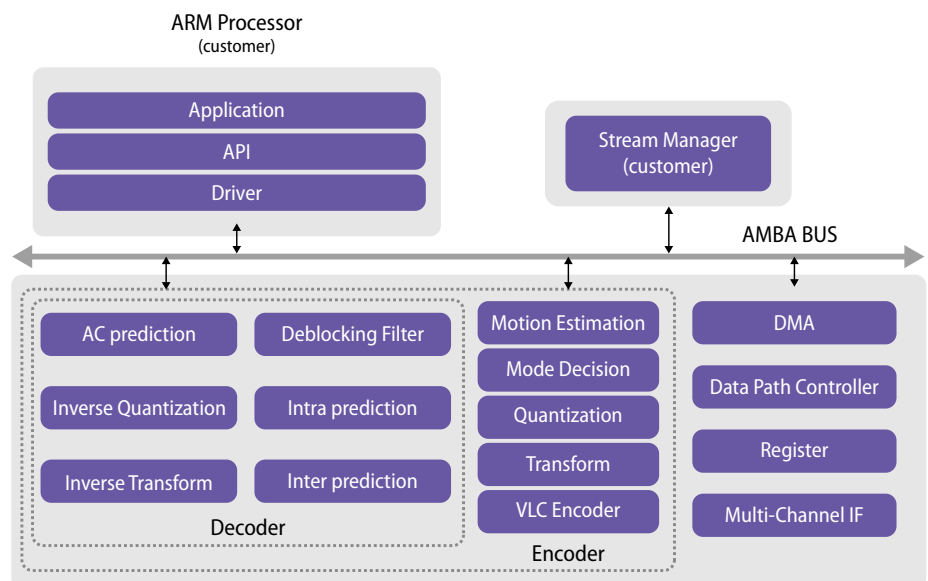 ARM Processor
(customer)
Application
API
Driver
Stream Manager
(customer)
AMBA BUS
AC prediction
Deblocking Filter
Inverse Quantization
Intra prediction
Inverse Transform
Inter prediction
Decoder
Motion Estimation
Mode Decision
Quantization
Transform
VLC Encoder
Encoder
DMA
Data Path Controller
Register
Multi-Channel IF